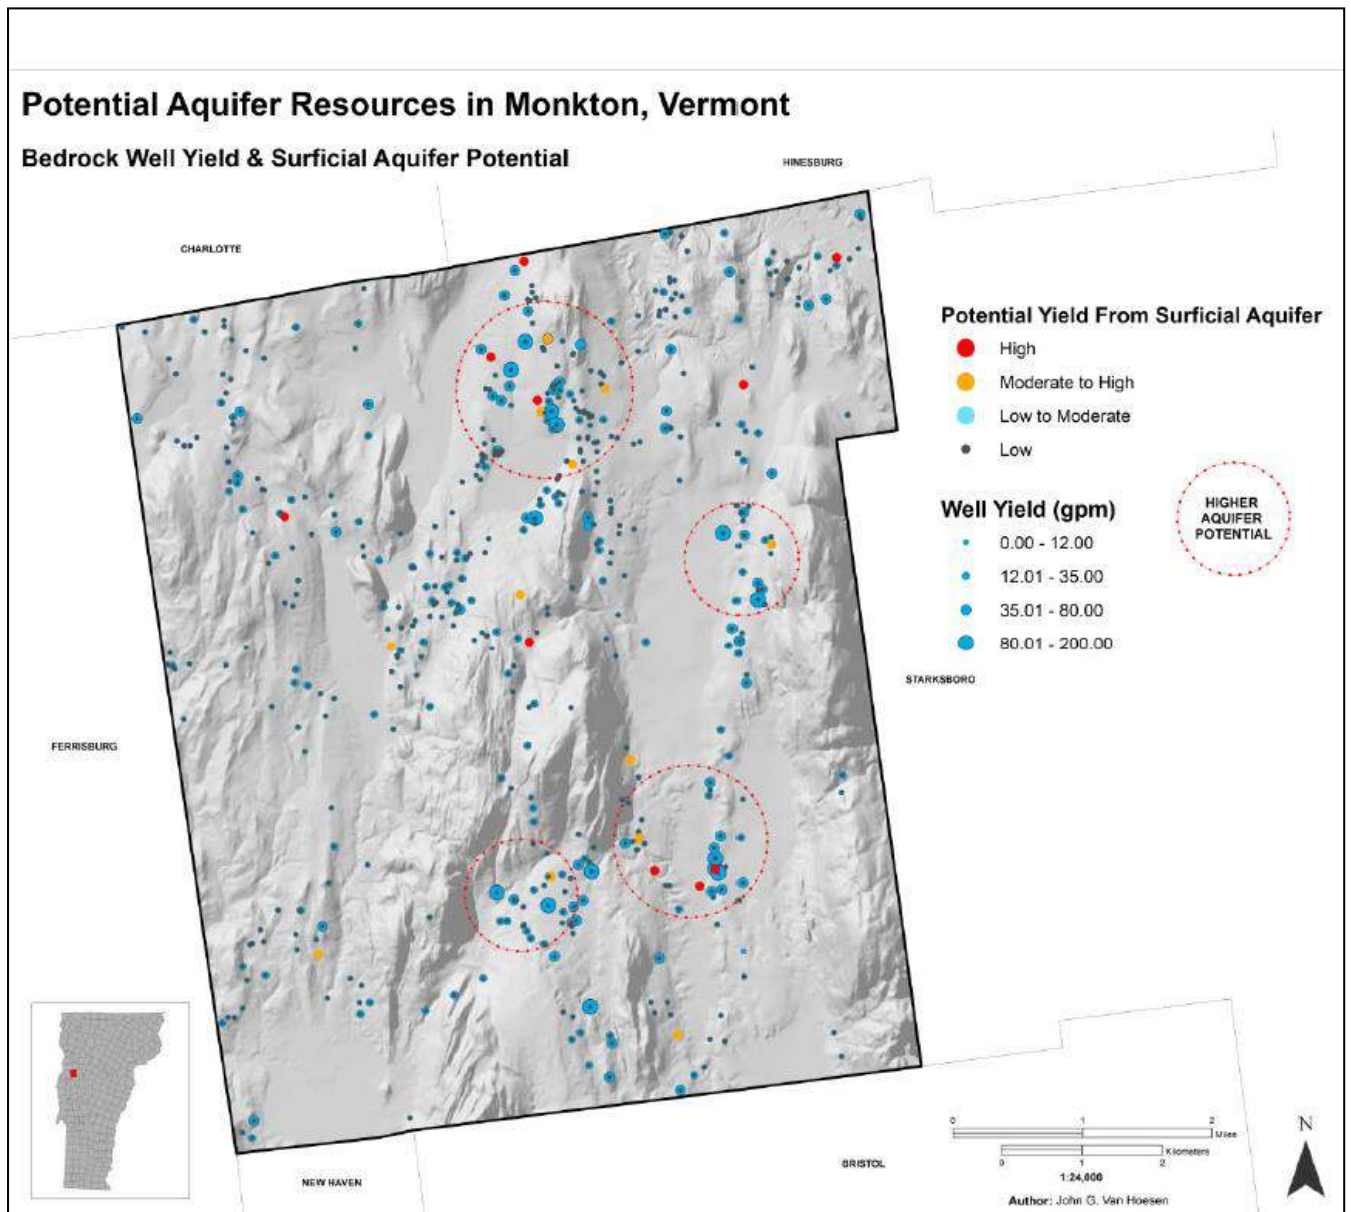 Potential Aquifer Resources in Monkton, Vermont
Bedrock Well Yield & Surficial Aquifer Potential
HINESBURG
CHARLOTTE
Potential Yield From Surficial Aquifer
High
Moderate to High
Low to Moderate
Low
HIGHER
AQUIFER
POTENTIAL
Well Yield (gpm)
0.00 - 12.00
12.01 - 35.00
35.01 - 80.00
80.01 - 200.00
STARKSBORO
FERRISBURG
0 1 2
Miles
Kilometers
0 1 2
1:24,000
Author: John G. Van Hoesen
N
BRISTOL
NEW HAVEN